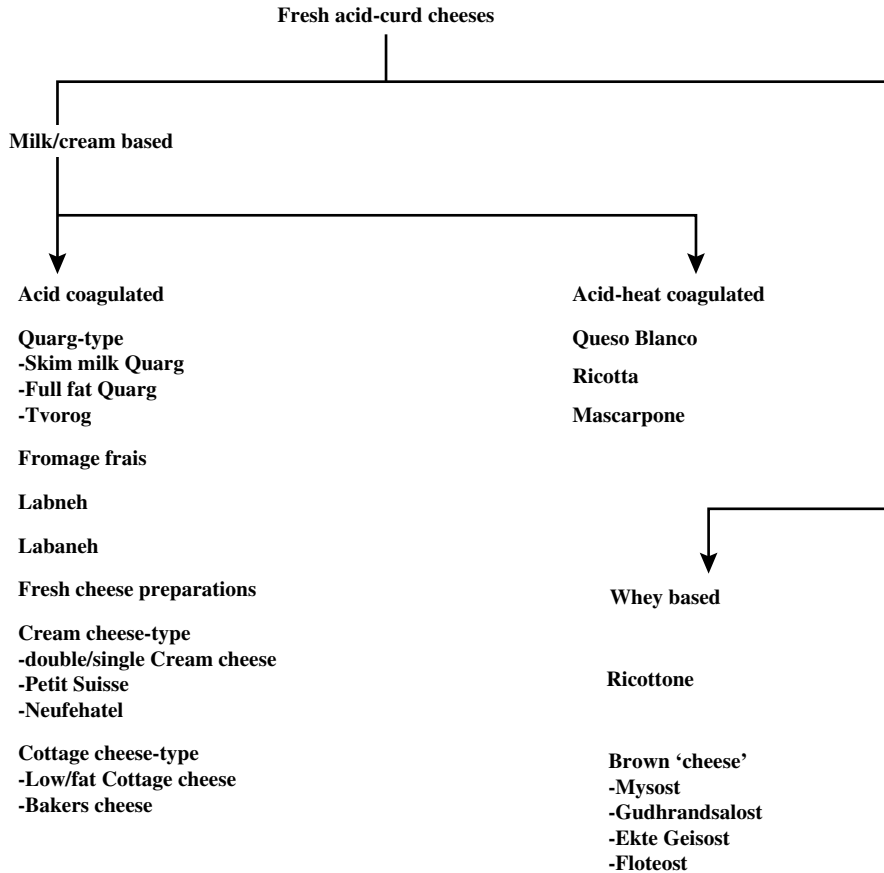 Fresh acid-curd cheeses
Milk/cream based
Acid coagulated
Quarg-type
-Skim milk Quarg
-Full fat Quarg
-Tvorog
Fromage frais
Labneh
Labaneh
Fresh cheese preparations
Cream cheese-type
-double/single Cream cheese
-Petit Suisse
-Neufehatel
Cottage cheese-type
-Low/fat Cottage cheese
-Bakers cheese
Acid-heat coagulated
Queso Blanco
Ricotta
Mascarpone
Whey based
Ricottone
Brown ‘cheese’
-Mysost
-Gudhrandsalost
-Ekte Geisost
-Floteost